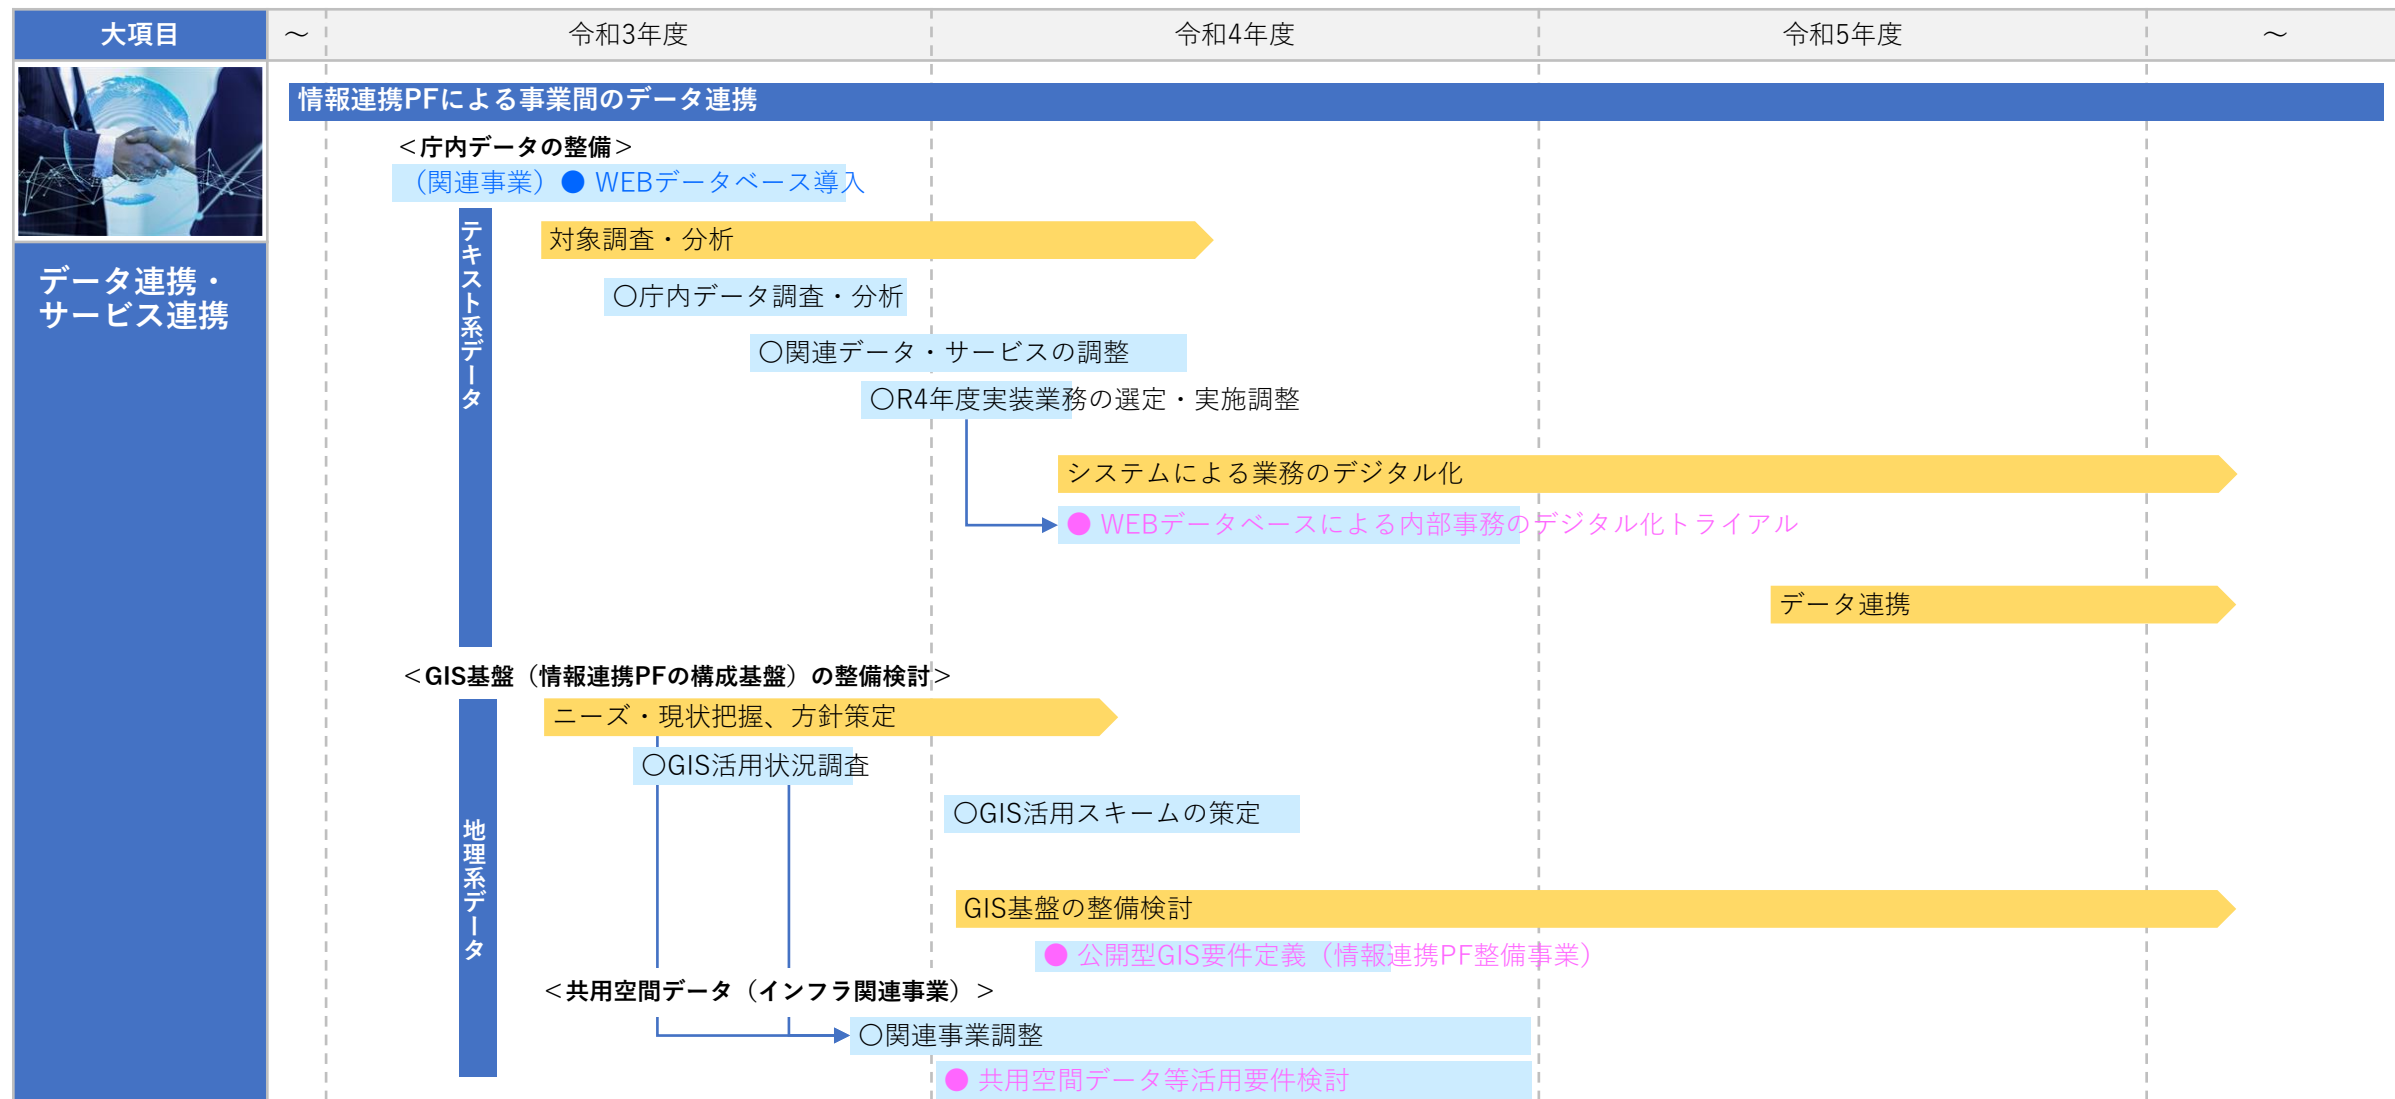 大項目
～
令和3年度
令和4年度
令和5年度
～
情報連携PFによる事業間のデータ連携
データ連携・
サービス連携
＜庁内データの整備＞
（関連事業）● WEBデータベース導入
テキスト系データ
対象調査・分析
○庁内データ調査・分析
○関連データ・サービスの調整
○R4年度実装業務の選定・実施調整
システムによる業務のデジタル化
● WEBデータベースによる内部事務のデジタル化トライアル
データ連携
＜GIS基盤（情報連携PFの構成基盤）の整備検討＞
地理系データ
ニーズ・現状把握、方針策定
○GIS活用状況調査
○GIS活用スキームの策定
GIS基盤の整備検討
● 公開型GIS要件定義（情報連携PF整備事業）
＜共用空間データ（インフラ関連事業）＞
○関連事業調整
● 共用空間データ等活用要件検討